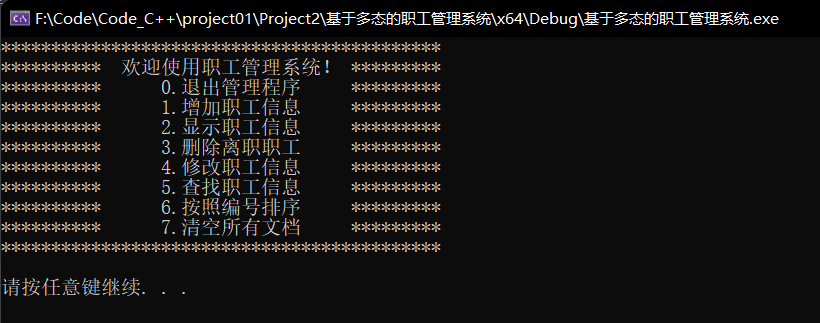 F:\Code\Code_C++\project01\Project2\基于多态的职工管理系统\x64\Debug\基于多态的职工管理系统.exe
********************************************
********** 欢迎使用职工管理系统! *********
********** 0.退出管理程序 *********
********** 1.增加职工信息 *********
********** 2.显示职工信息 *********
********** 3.删除离职职工 *********
********** 4.修改职工信息 *********
********** 5.查找职工信息 *********
********** 6.按照编号排序 *********
********** 7.清空所有文档 *********
********************************************
请按任意键继续. . .